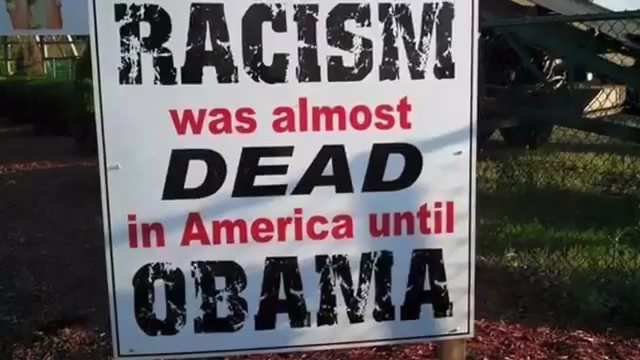 RACISM
was almost
DEAD
in America until
OBAMA